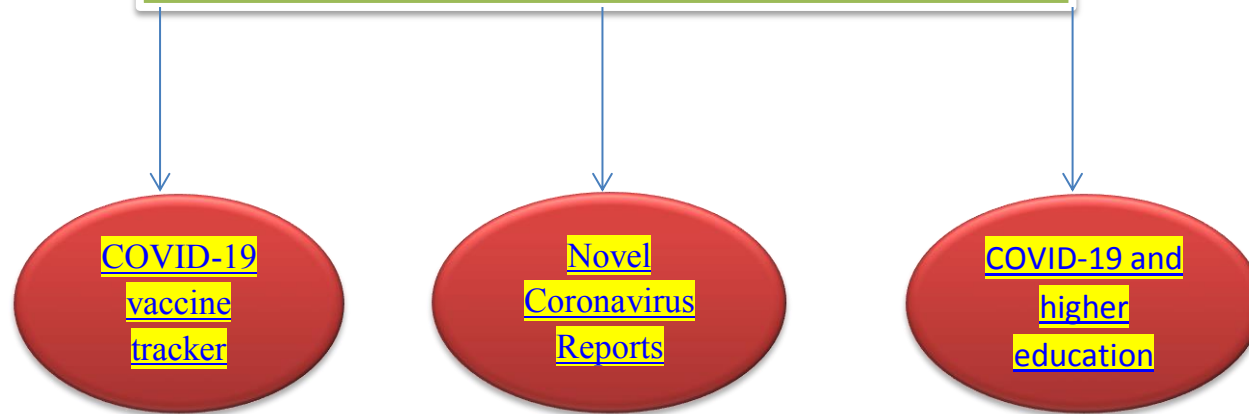 COVID-19
vaccine
tracker
Novel
Coronavirus
Reports
COVID-19 and
higher
education